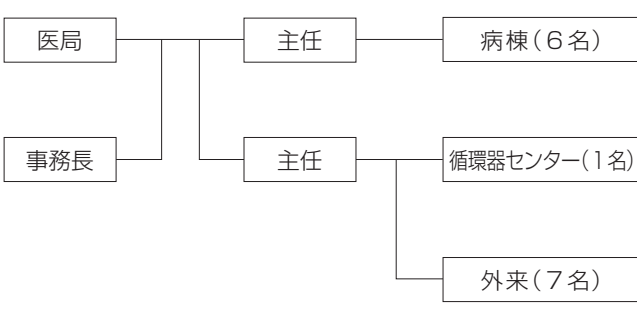 医局
主任
病棟(6名)
事務長
主任
循環器センター(1名)
外来(7名)